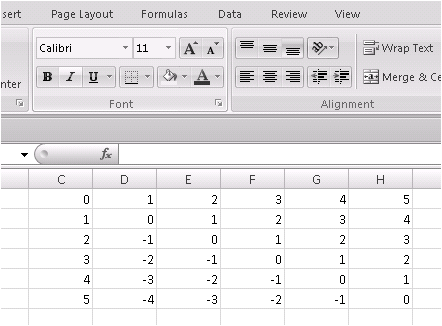 sert Page Layout Formulas Data Review View
Calibri 11 A A Wrap Text
nter B I U A Merge & Ce
Font Alignment
fx
C D E F G H
0 1 2 3 4 5
1 0 1 2 3 4
2 -1 0 1 2 3
3 -2 -1 0 1 2
4 -3 -2 -1 0 1
5 -4 -3 -2 -1 0